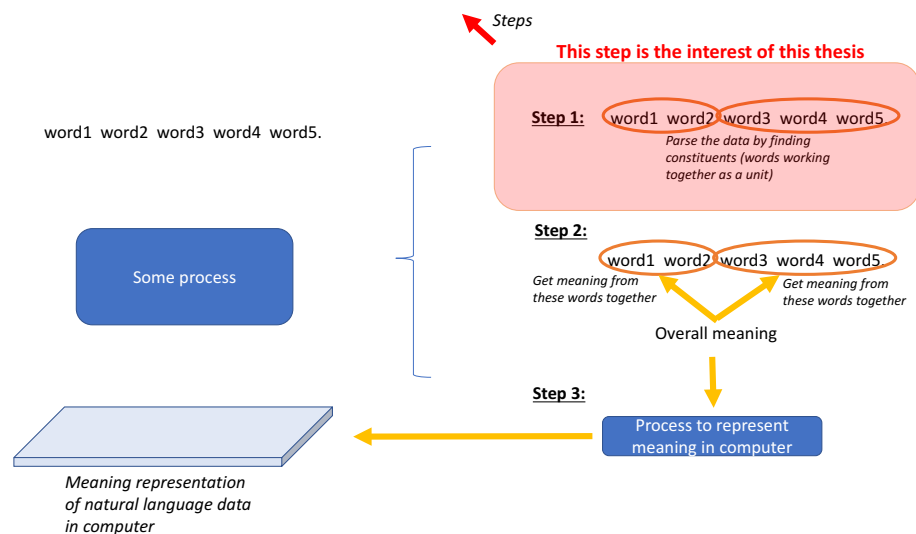 Steps
This step is the interest of this thesis
word1 word2 word3 word4 word5.
Some process
Meaning representation
of natural language data
in computer
Step 1:
word1 word2 word3 word4 word5.
Parse the data by finding
constituents (words working
together as a unit)
Step 2:
word1 word2 word3 word4 word5.
Get meaning from
these words together
Get meaning from
these words together
Overall meaning
Step 3:
Process to represent
meaning in computer